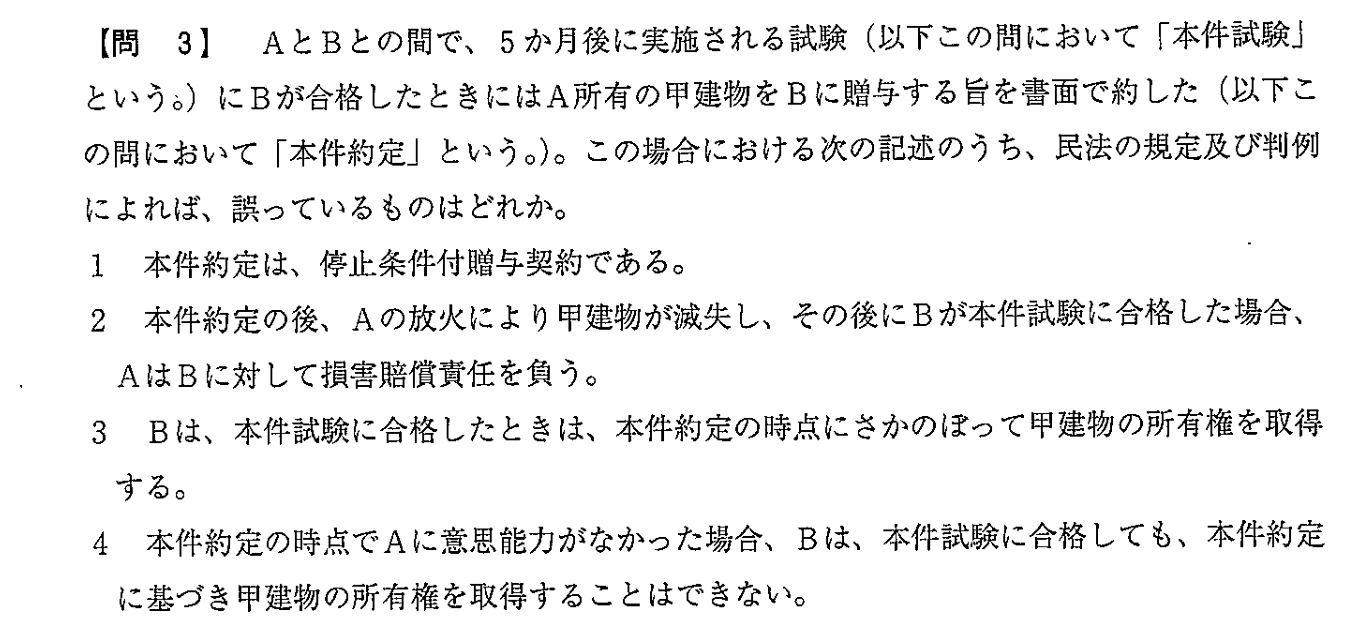 【問 3】 AとBとの間で、5か月後に実施される試験(以下この問において「本件試験」
という。)にBが合格したときにはA所有の甲建物をBに贈与する旨を書面で約した(以下こ
の問において「本件約定」という。)。この場合における次の記述のうち、民法の規定及び判例
によれば、誤っているものはどれか。
1 本件約定は、停止条件付贈与契約である。
2 本件約定の後、Aの放火により甲建物が滅失し、その後にBが本件試験に合格した場合、
AはBに対して損害賠償責任を負う。
3 Bは、本件試験に合格したときは、本件約定の時点にさかのぼって甲建物の所有権を取得
する。
4 本件約定の時点でAに意思能力がなかった場合、Bは、本件試験に合格しても、本件約定
に基づき甲建物の所有権を取得することはできない。